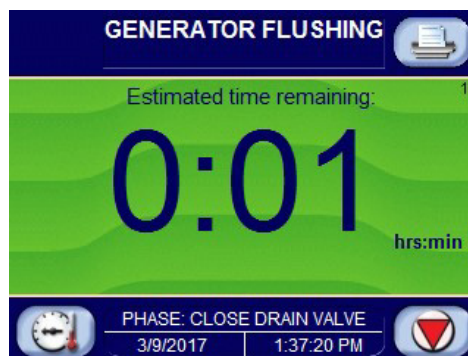 GENERATOR FLUSHING
1
Estimated time remaining:
0:01
hrs:min
PHASE: CLOSE DRAIN VALVE
3/9/2017 1:37:20 PM